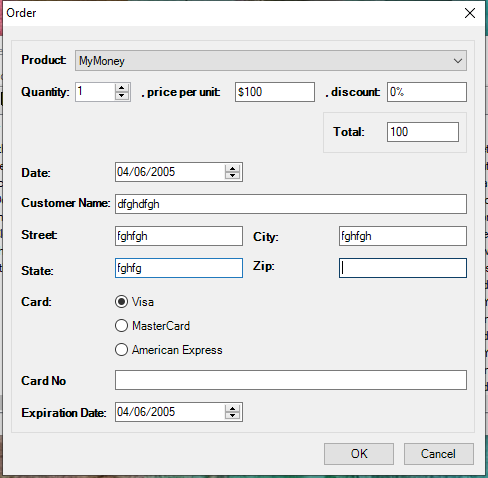 Order
Product: MyMoney
Quantity: 1 , price per unit: $100 , discount: 0%
Total: 100
Date: 04/06/2005
Customer Name: dfghdfgh
Street: fghfgh City: fghfgh
State: fghfg Zip:
Card: Visa
MasterCard
American Express
Card No
Expiration Date: 04/06/2005
OK Cancel